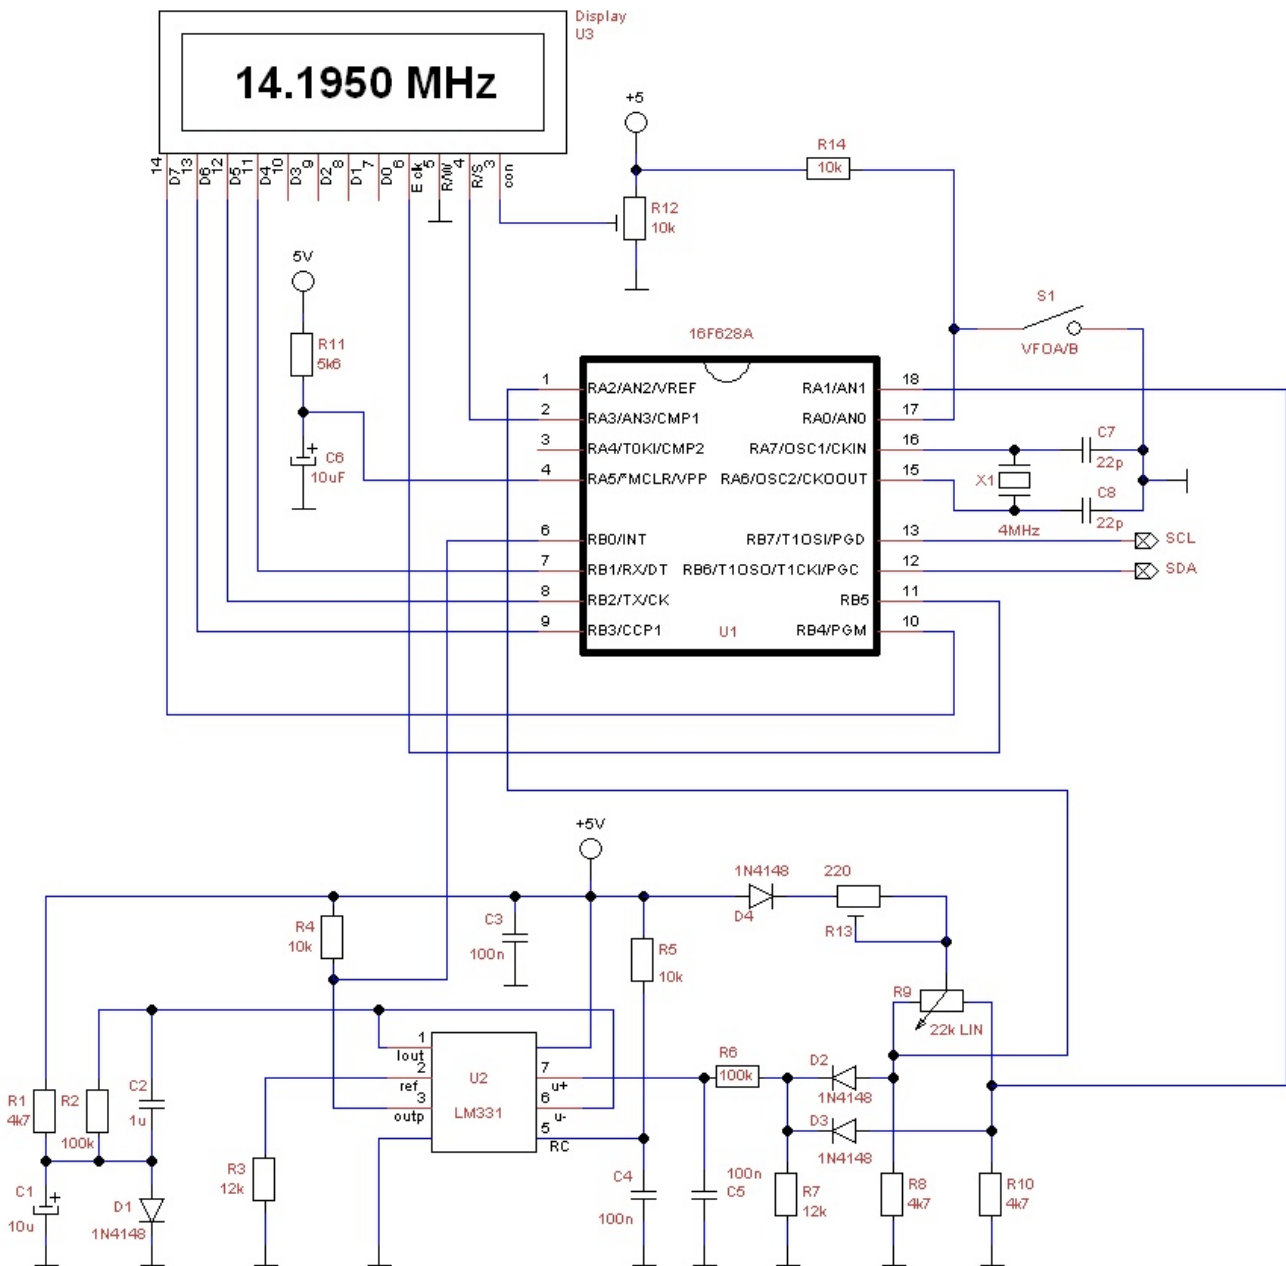 Display
U3
14.1950 MHz
14 13 12 11 10 9 8 7 6 5 4 3
D7 D6 D5 D4 D3 D2 D1 D0 E clk R/W R/S con
+5
R14
10k
R12
10k
5V
R11
5k6
C6
10uF
+
S1
VFOA/B
16F628A
1 RA2/AN2/VREF RA1/AN1 18
2 RA3/AN3/CMP1 RA0/AN0 17
3 RA4/T0KI/CMP2 RA7/OSC1/CKIN 16
4 RA5/*MCLR/VPP RA6/OSC2/CKOOUT 15
6 RB0/INT RB7/T1OSI/PGD 13
7 RB1/RX/DT RB6/T1OSO/T1CKI/PGC 12
8 RB2/TX/CK RB5 11
9 RB3/CCP1 U1 RB4/PGM 10
C7
22p
X1
C8
22p
4MHz
SCL
SDA
+5V
1N4148
D4
220
R13
R4
10k
C3
100n
R5
10k
R9
22k LIN
1 Iout
2 ref
3 outp
U2
LM331
7 u+
6 u-
5 RC
R6
100k
D2
1N4148
D3
1N4148
R1
4k7
R2
100k
C2
1u
R3
12k
C1
10u
+
D1
1N4148
C4
100n
100n
C5
R7
12k
R8
4k7
R10
4k7